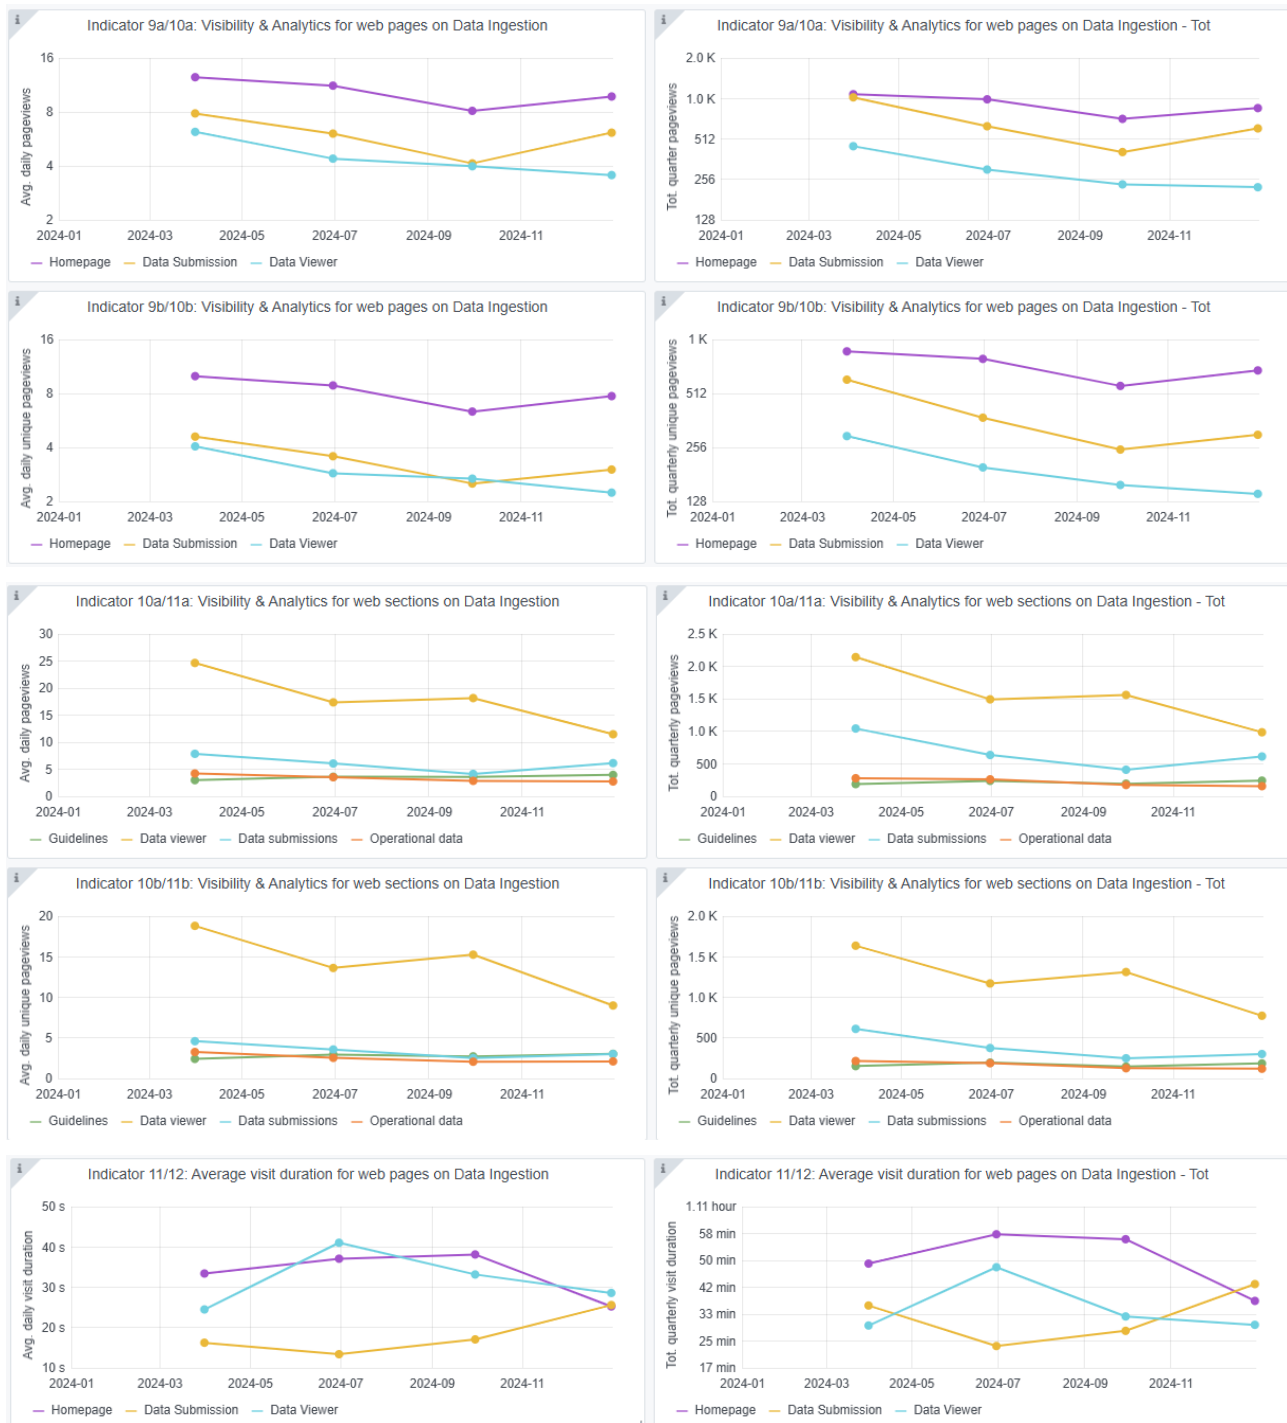 Indicator 9a/10a: Visibility & Analytics for web pages on Data Ingestion
Avg. daily pageviews
16
8
4
2
2024-01 2024-03 2024-05 2024-07 2024-09 2024-11
Homepage Data Submission Data Viewer
Indicator 9a/10a: Visibility & Analytics for web pages on Data Ingestion - Tot
Tot. quarter pageviews
2.0 K
1.0 K
512
256
128
2024-01 2024-03 2024-05 2024-07 2024-09 2024-11
Homepage Data Submission Data Viewer
Indicator 9b/10b: Visibility & Analytics for web pages on Data Ingestion
Avg. daily unique pageviews
16
8
4
2
2024-01 2024-03 2024-05 2024-07 2024-09 2024-11
Homepage Data Submission Data Viewer
Indicator 9b/10b: Visibility & Analytics for web pages on Data Ingestion - Tot
Tot. quarterly unique pageviews
1 K
512
256
128
2024-01 2024-03 2024-05 2024-07 2024-09 2024-11
Homepage Data Submission Data Viewer
Indicator 10a/11a: Visibility & Analytics for web sections on Data Ingestion
Avg. daily pageviews
30
25
20
15
10
5
0
2024-01 2024-03 2024-05 2024-07 2024-09 2024-11
Guidelines Data viewer Data submissions Operational data
Indicator 10a/11a: Visibility & Analytics for web sections on Data Ingestion - Tot
Tot. quarterly pageviews
2.5 K
2.0 K
1.5 K
1.0 K
500
0
2024-01 2024-03 2024-05 2024-07 2024-09 2024-11
Guidelines Data viewer Data submissions Operational data
Indicator 10b/11b: Visibility & Analytics for web sections on Data Ingestion
Avg. daily unique pageviews
20
15
10
5
0
2024-01 2024-03 2024-05 2024-07 2024-09 2024-11
Guidelines Data viewer Data submissions Operational data
Indicator 10b/11b: Visibility & Analytics for web sections on Data Ingestion - Tot
Tot. quarterly unique pageviews
2.0 K
1.5 K
1.0 K
500
0
2024-01 2024-03 2024-05 2024-07 2024-09 2024-11
Guidelines Data viewer Data submissions Operational data
Indicator 11/12: Average visit duration for web pages on Data Ingestion
Avg. daily visit duration
50 s
40 s
30 s
20 s
10 s
2024-01 2024-03 2024-05 2024-07 2024-09 2024-11
Homepage Data Submission Data Viewer
Indicator 11/12: Average visit duration for web pages on Data Ingestion - Tot
Tot. quarterly visit duration
1.11 hour
58 min
50 min
42 min
33 min
25 min
17 min
2024-01 2024-03 2024-05 2024-07 2024-09 2024-11
Homepage Data Submission Data Viewer